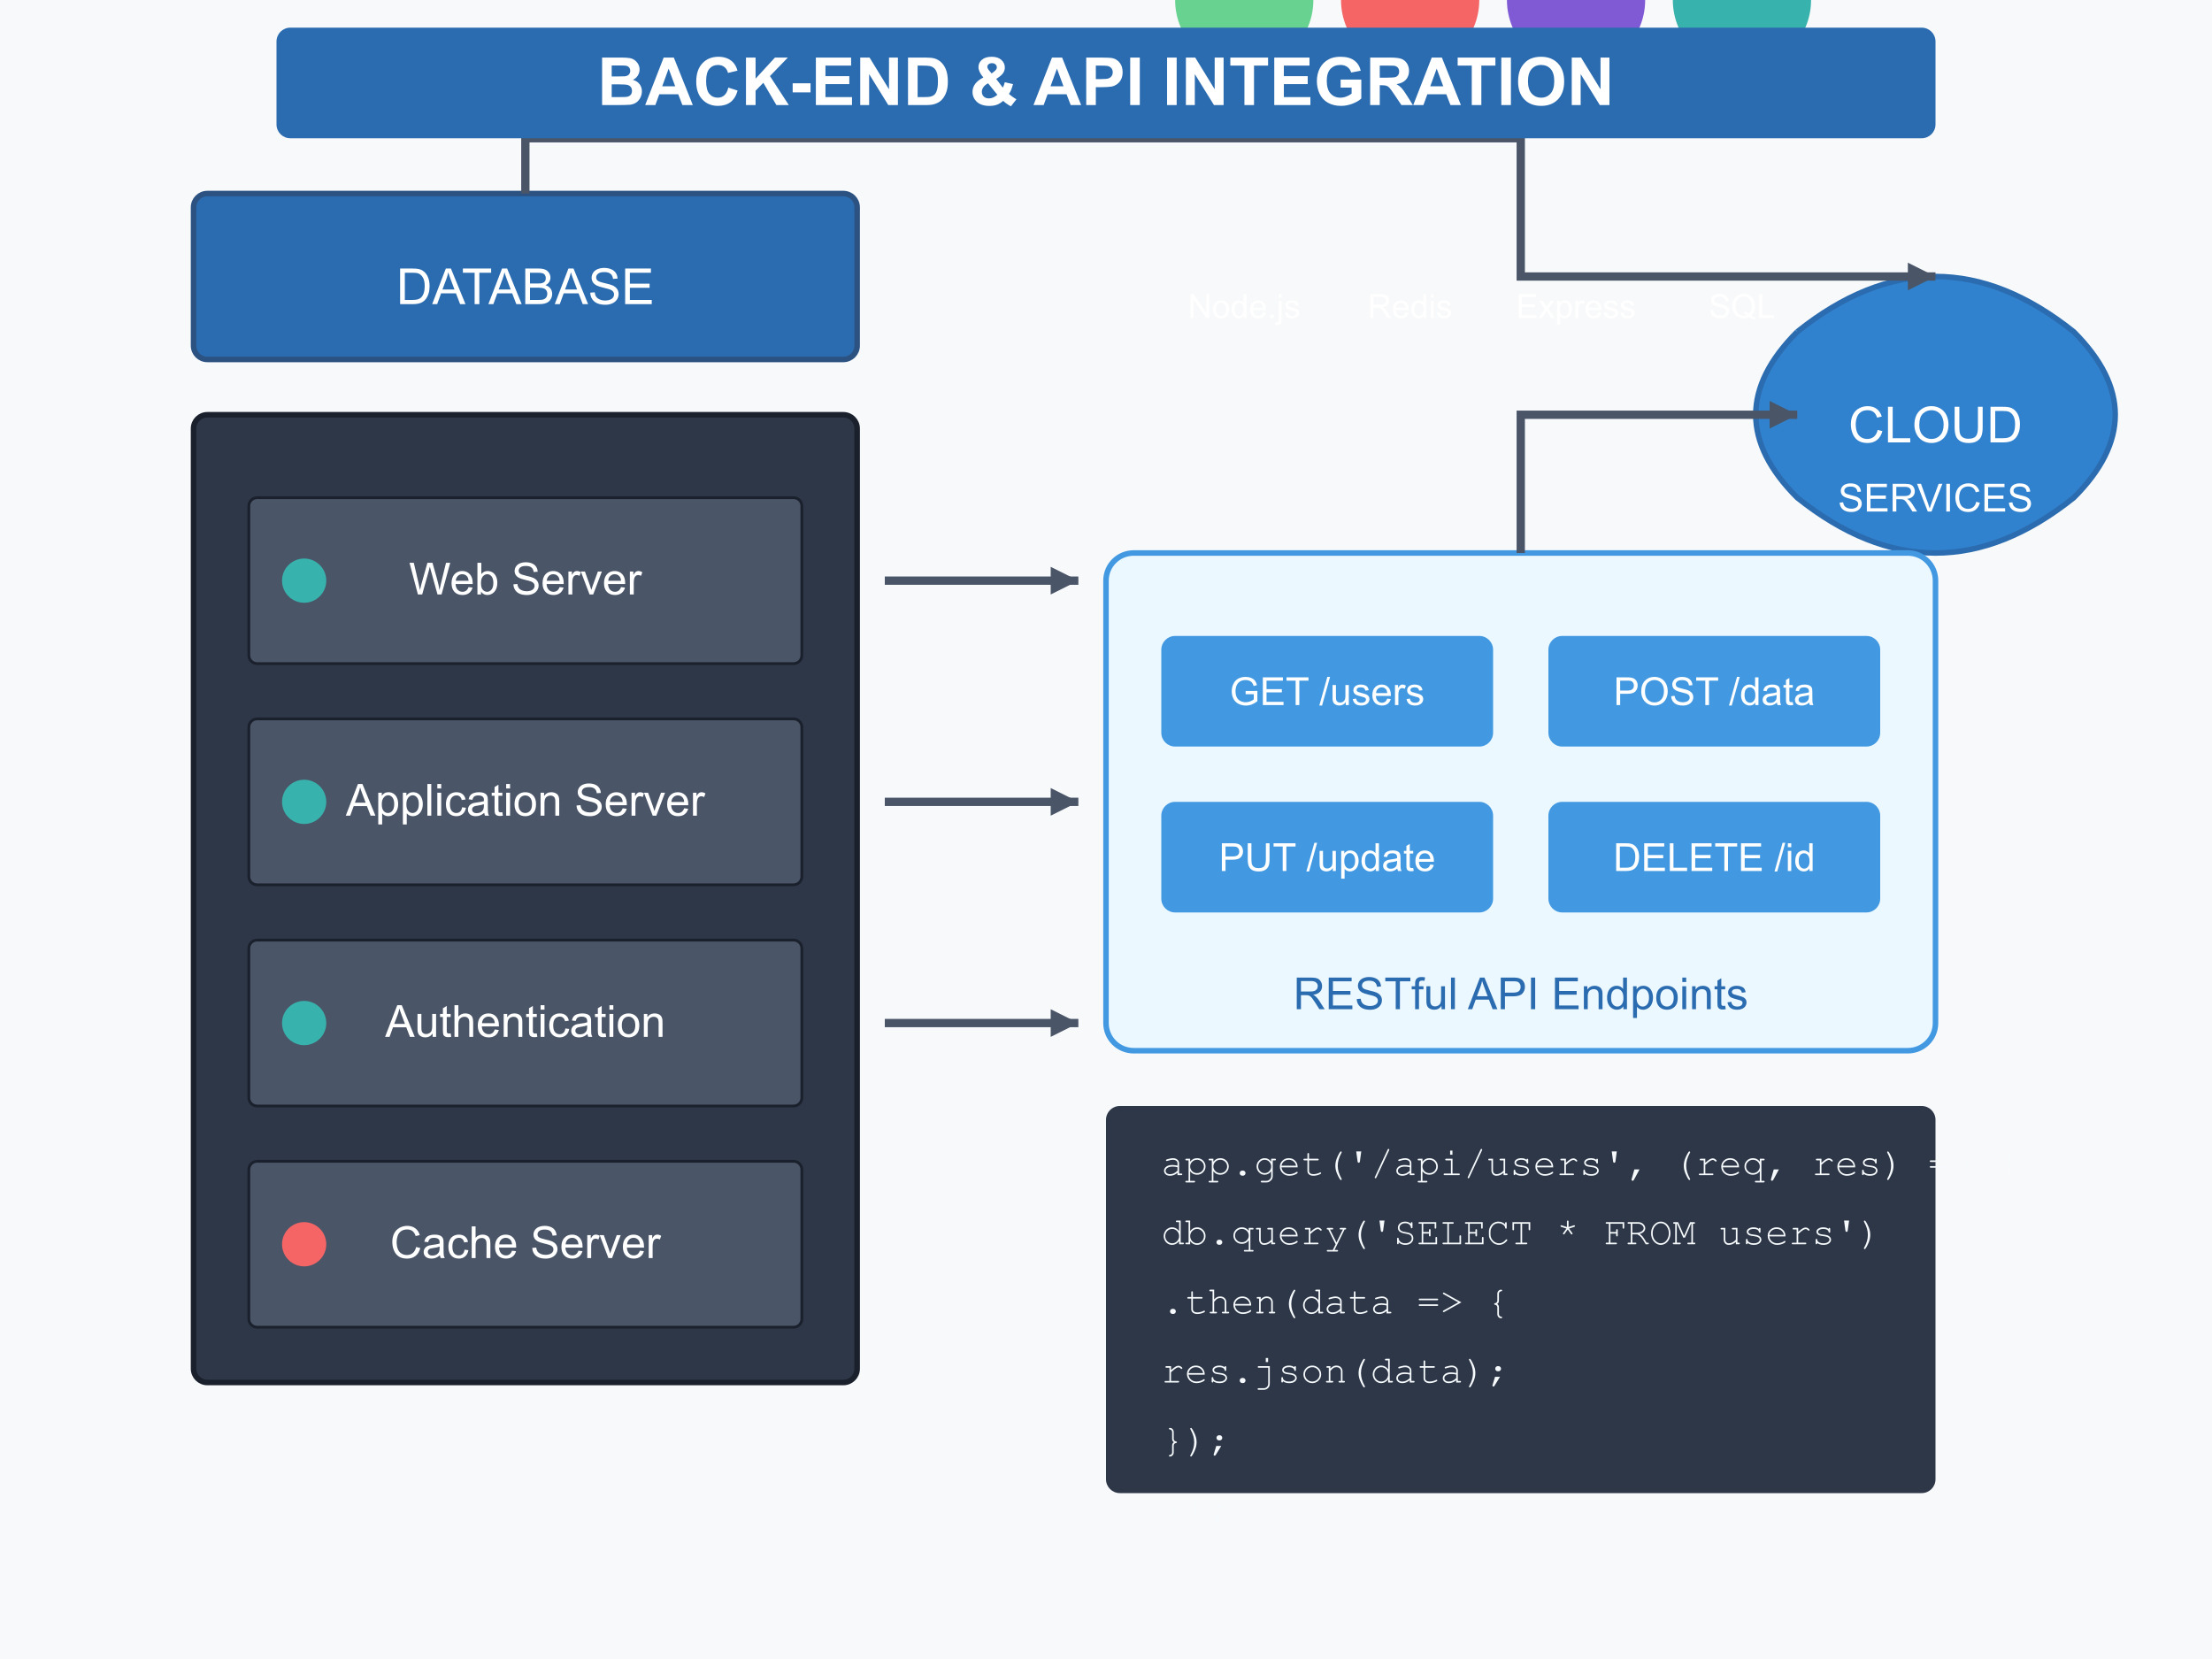 BACK-END & API INTEGRATION
DATABASE
Node.js
Redis
Express
SQL
CLOUD
SERVICES
Web Server
Application Server
Authentication
Cache Server
GET /users
POST /data
PUT /update
DELETE /id
RESTful API Endpoints
app.get('/api/users', (req, res) =
db.query('SELECT * FROM users')
.then(data => {
res.json(data);
});